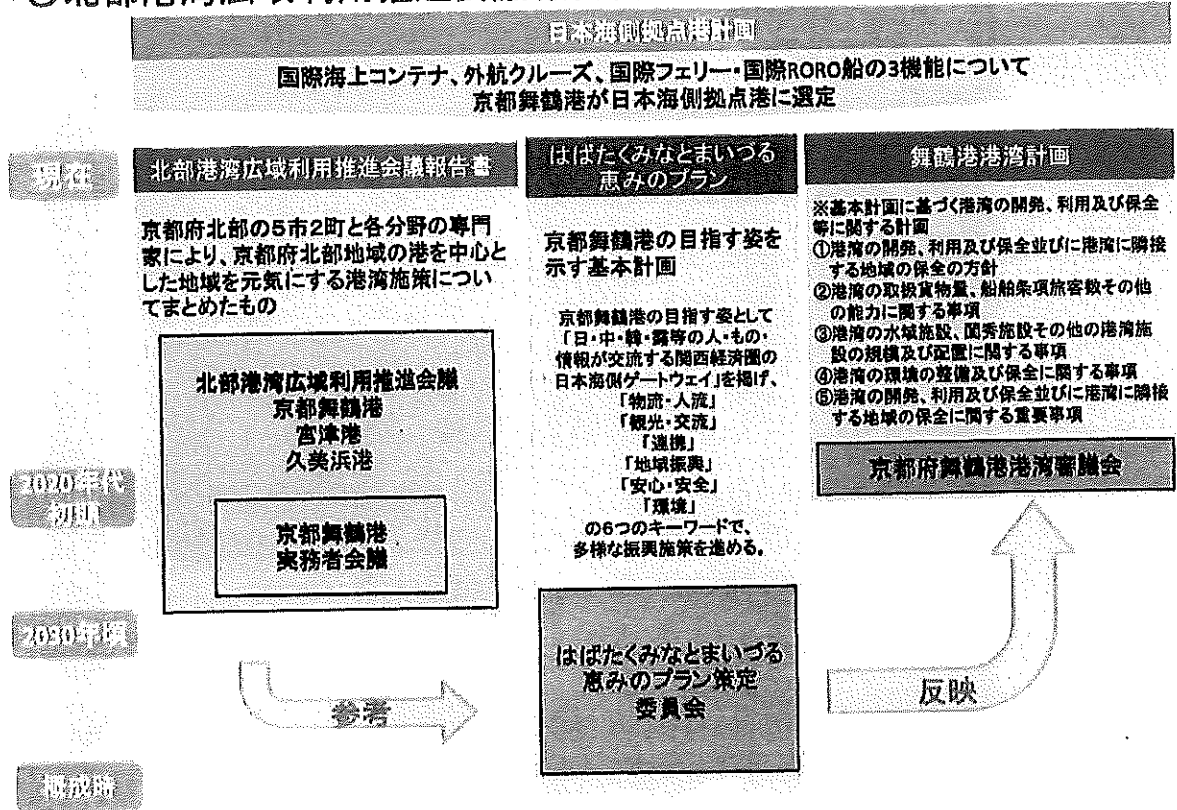 日本海側拠点港計画
国際海上コンテナ、外航クルーズ、国際フェリー・国際RORO船の3機能について
京都舞鶴港が日本海側拠点港に選定
現在
2020年代
初頭
2030年頃
概成時
北部港湾広域利用推進会議報告書
京都府北部の5市2町と各分野の専門
家により、京都府北部地域の港を中心と
した地域を元気にする港湾施策につい
てまとめたもの
北部港湾広域利用推進会議
京都舞鶴港
宮津港
久美浜港
京都舞鶴港
実務者会議
参考
はばたくみなとまいづる
恵みのプラン
京都舞鶴港の目指す姿を
示す基本計画
京都舞鶴港の目指す姿として
「日・中・韓・露等の人・もの・
情報が交流する関西経済圏の
日本海側ゲートウェイ」を掲げ、
「物流・人流」
「観光・交流」
「連携」
「地域振興」
「安心・安全」
「環境」
の6つのキーワードで、
多様な振興施策を進める。
はばたくみなとまいづる
恵みのプラン策定
委員会
反映
舞鶴港港湾計画
※基本計画に基づく港湾の開発、利用及び保全
等に関する計画
①港湾の開発、利用及び保全並びに港湾に隣接
する地域の保全の方針
②港湾の取扱貨物量、船舶条項旅客数その他
の能力に関する事項
③港湾の水域施設、関秀施設その他の港湾施
設の規模及び配置に関する事項
④港湾の環境の整備及び保全に関する事項
⑤港湾の開発、利用及び保全並びに港湾に隣接
する地域の保全に関する重要事項
京都府舞鶴港港湾審議会